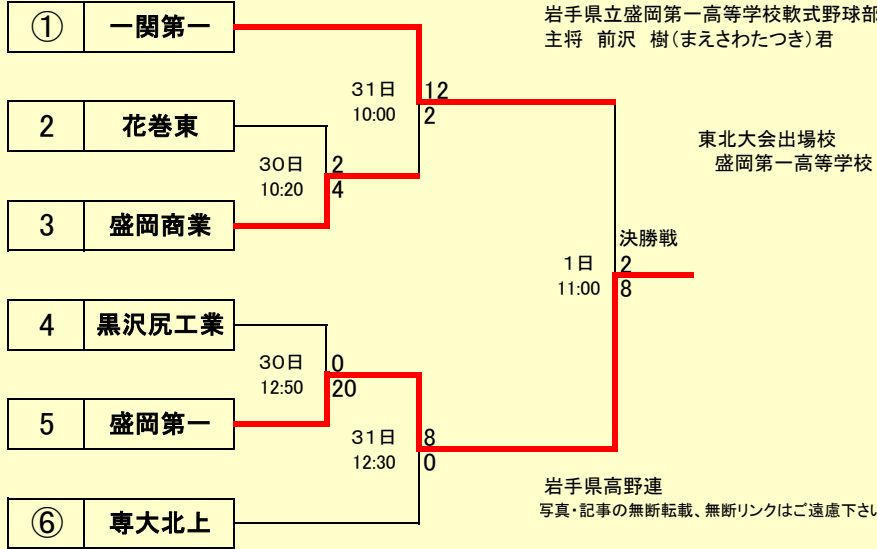 ① 一関第一
岩手県立盛岡第一高等学校軟式野球部
主将 前沢 樹(まえさわたつき)君
31日 12
10:00 2
2 花巻東
東北大会出場校
盛岡第一高等学校
30日 2
10:20 4
3 盛岡商業
決勝戦
1日 2
11:00 8
4 黒沢尻工業
30日 0
12:50 20
5 盛岡第一
31日 8
12:30 0
岩手県高野連
写真・記事の無断転載、無断リンクはご遠慮下さい
⑥ 専大北上